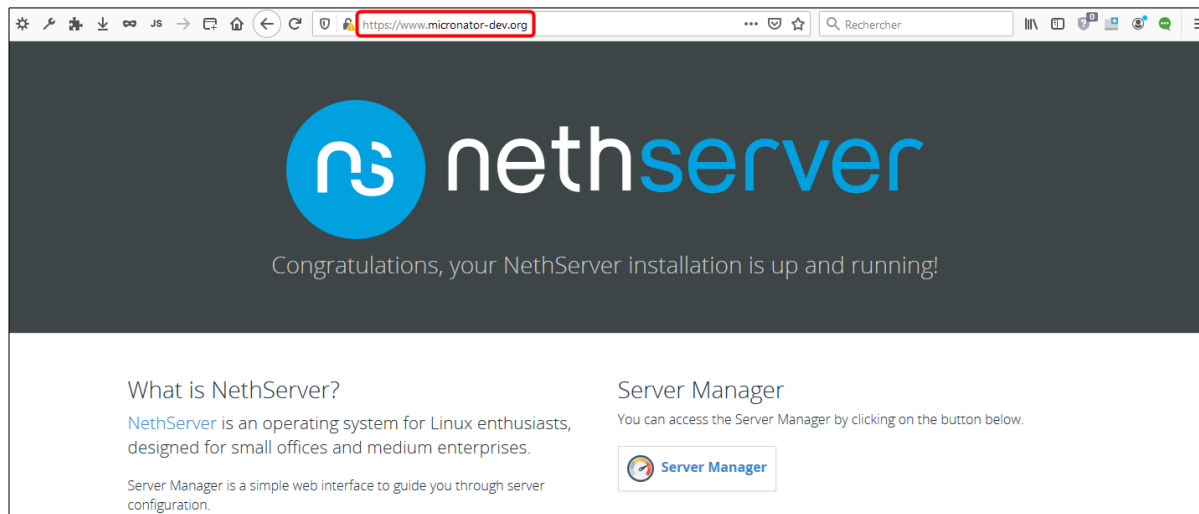 JS
https://www.micronator-dev.org
Rechercher
0
ns nethserver
Congratulations, your NethServer installation is up and running!
What is NethServer?
NethServer is an operating system for Linux enthusiasts,
designed for small offices and medium enterprises.
Server Manager is a simple web interface to guide you through server
configuration.
Server Manager
You can access the Server Manager by clicking on the button below.
Server Manager